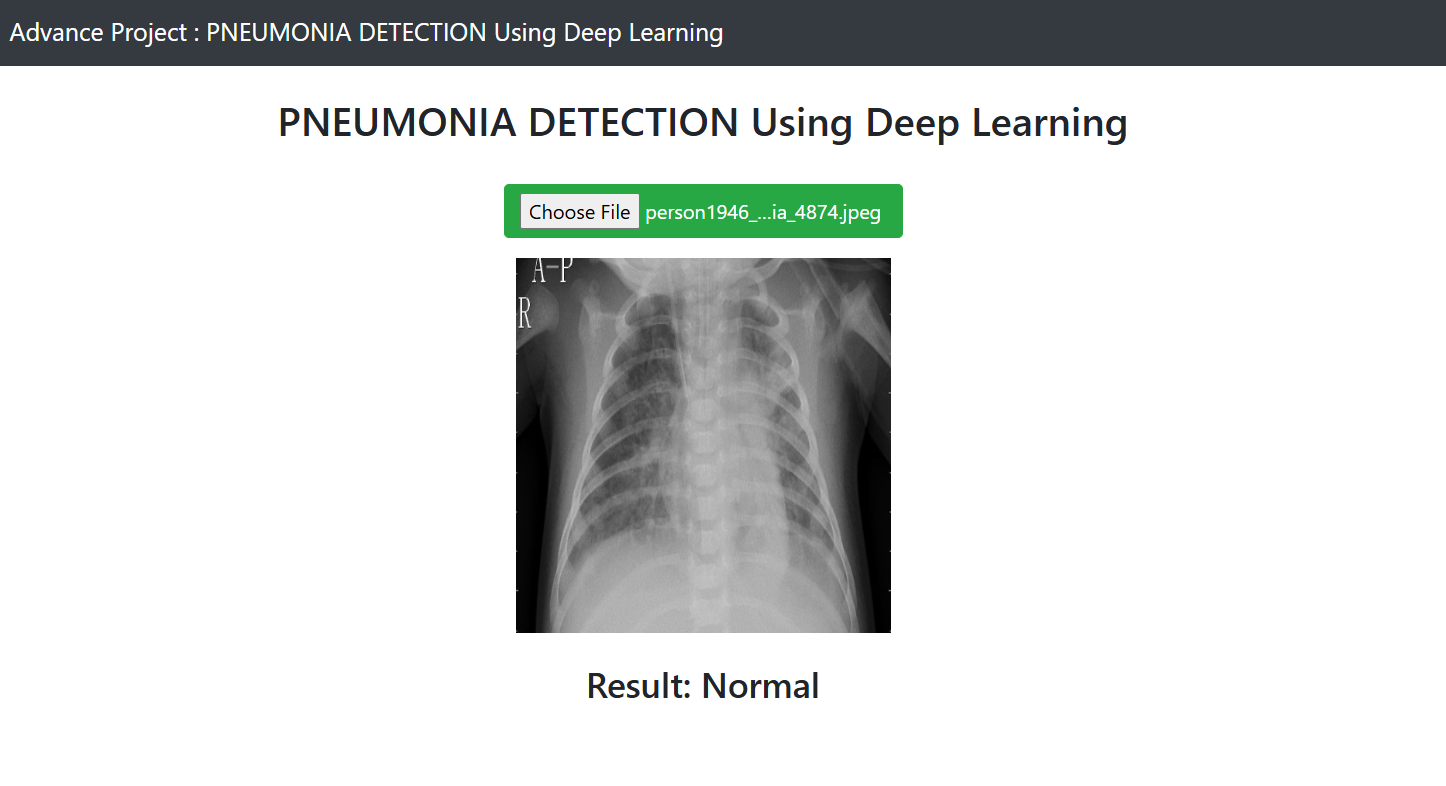 Advance Project : PNEUMONIA DETECTION Using Deep Learning
PNEUMONIA DETECTION Using Deep Learning
Choose File person1946_...ia_4874.jpeg
A-P
R
Result: Normal